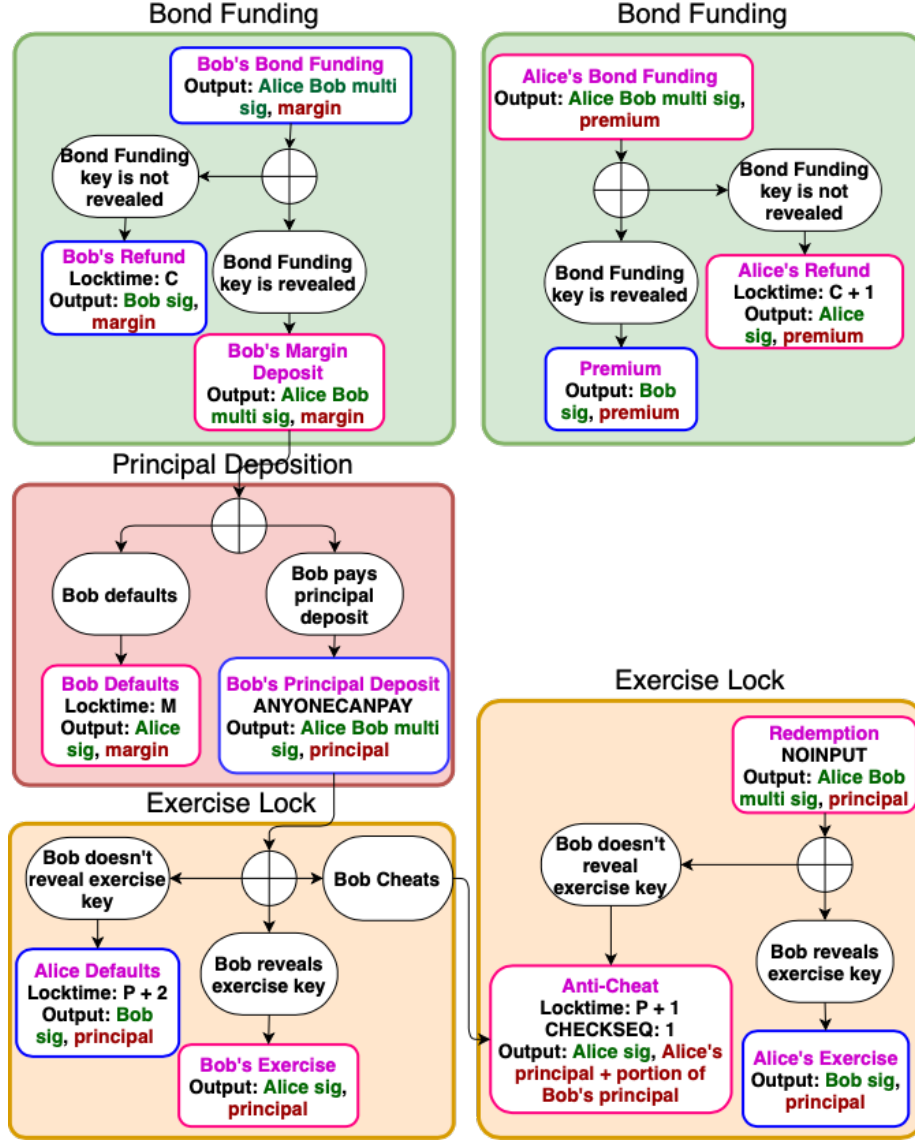 Bond Funding
Bob's Bond Funding
Output: Alice Bob multi
sig, margin
Bond Funding
key is not
revealed
Bob's Refund
Locktime: C
Output: Bob sig,
margin
Bond Funding
key is revealed
Bob's Margin
Deposit
Output: Alice Bob
multi sig, margin
Bond Funding
Alice's Bond Funding
Output: Alice Bob multi sig,
premium
Bond Funding
key is not
revealed
Bond Funding
key is revealed
Alice's Refund
Locktime: C + 1
Output: Alice
sig, premium
Premium
Output: Bob
sig, premium
Principal Deposition
Bob defaults
Bob pays
principal
deposit
Bob Defaults
Locktime: M
Output: Alice
sig, margin
Bob's Principal Deposit
ANYONECANPAY
Output: Alice Bob multi
sig, principal
Exercise Lock
Bob doesn't
reveal exercise
key
Bob Cheats
Bob reveals
exercise key
Alice Defaults
Locktime: P + 2
Output: Bob
sig, principal
Bob's Exercise
Output: Alice sig,
principal
Exercise Lock
Redemption
NOINPUT
Output: Alice Bob
multi sig, principal
Bob doesn't
reveal
exercise key
Bob reveals
exercise key
Anti-Cheat
Locktime: P + 1
CHECKSEQ: 1
Output: Alice sig, Alice's
principal + portion of
Bob's principal
Alice's Exercise
Output: Bob sig,
principal